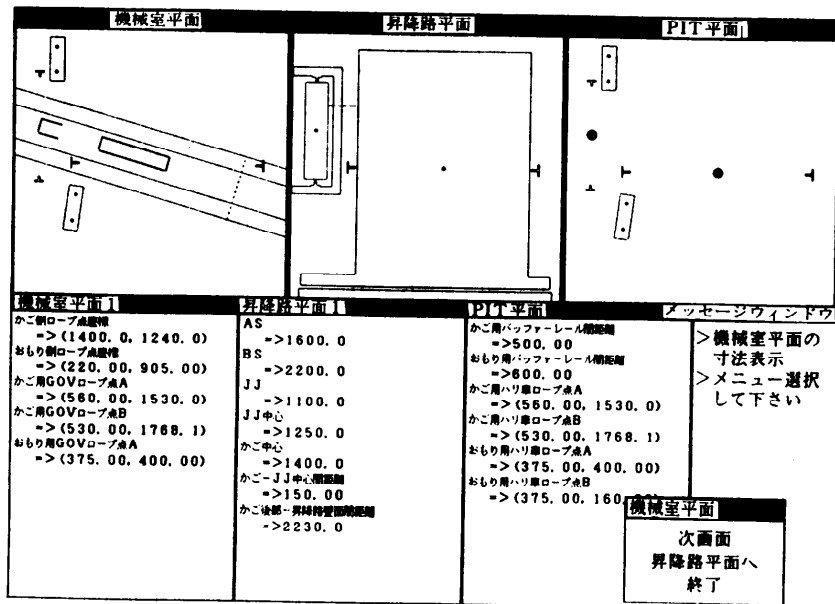 機械室平面
昇降路平面
PIT平面
機械室平面1
かご側ロープ点座標
=>(1400.0, 1240.0)
おもり側ロープ点座標
=>(220.00, 905.00)
かご用GOVロープ点A
=>(560.00, 1530.0)
かご用GOVロープ点B
=>(530.00, 1768.1)
おもり用GOVロープ点A
=>(375.00, 400.00)
昇降路平面1
AS
=>1600.0
BS
=>2200.0
JJ
->1100.0
JJ中心
=>1250.0
かご中心
=>1400.0
かご-JJ中心間距離
=>150.00
かご後部-昇降路壁面間距離
->2230.0
PIT平面
かご用バッファーレール間距離
=>500.00
おもり用バッファーレール間距離
=>600.00
かご用ハリ車ロープ点A
=>(560.00, 1530.0)
かご用ハリ車ロープ点B
=>(530.00, 1768.1)
おもり用ハリ車ロープ点A
=>(375.00, 400.00)
おもり用ハリ車ロープ点B
=>(375.00, 160.
メッセージウィンドウ
>機械室平面の
寸法表示
>メニュー選択
して下さい
機械室平面
次画面
昇降路平面へ
終了